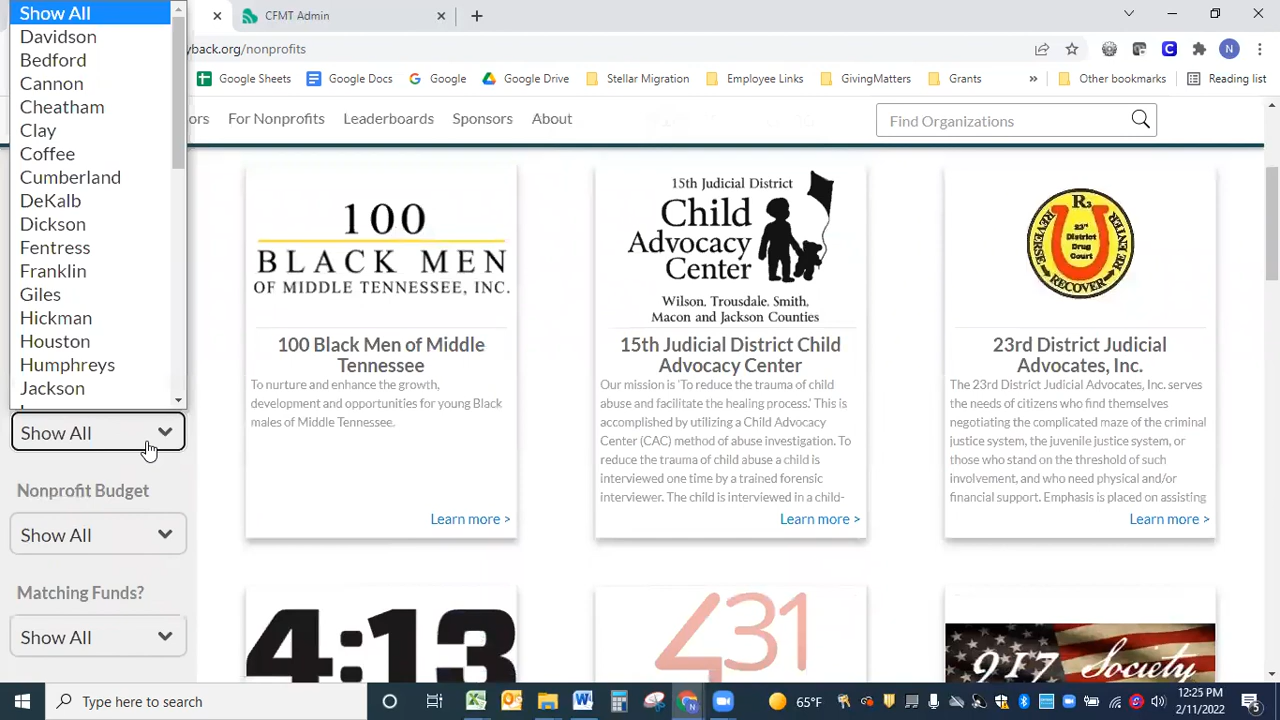 Show All
Davidson
Bedford
Cannon
Cheatham
Clay
Coffee
Cumberland
DeKalb
Dickson
Fentress
Franklin
Giles
Hickman
Houston
Humphreys
Jackson
Show All
Nonprofit Budget
Show All
Matching Funds?
Show All
CFMT Admin
yback.org/nonprofits
N
Google Sheets
Google Docs
Google
Google Drive
Stellar Migration
Employee Links
GivingMatters
Grants
Other bookmarks
Reading list
ors
For Nonprofits
Leaderboards
Sponsors
About
Find Organizations
100
BLACK MEN
OF MIDDLE TENNESSEE, INC.
100 Black Men of Middle
Tennessee
To nurture and enhance the growth,
development and opportunities for young Black
males of Middle Tennessee.
Learn more >
15th Judicial District
Child
Advocacy
Center
Wilson, Trousdale, Smith,
Macon and Jackson Counties
15th Judicial District Child
Advocacy Center
Our mission is 'To reduce the trauma of child
abuse and facilitate the healing process.' This is
accomplished by utilizing a Child Advocacy
Center (CAC) method of abuse investigation. To
reduce the trauma of child abuse a child is
interviewed one time by a trained forensic
interviewer. The child is interviewed in a child-
Learn more >
R3
REVERSE
RECOVER
REENTER
23rd
District
Drug
Court
23rd District Judicial
Advocates, Inc.
The 23rd District Judicial Advocates, Inc. serves
the needs of citizens who find themselves
negotiating the complicated maze of the criminal
justice system, the juvenile justice system, or
those who stand on the threshold of such
involvement, and who need physical and/or
financial support. Emphasis is placed on assisting
Learn more >
4:13
431
917 Society
Type here to search
65°F
12:25 PM
2/11/2022
5